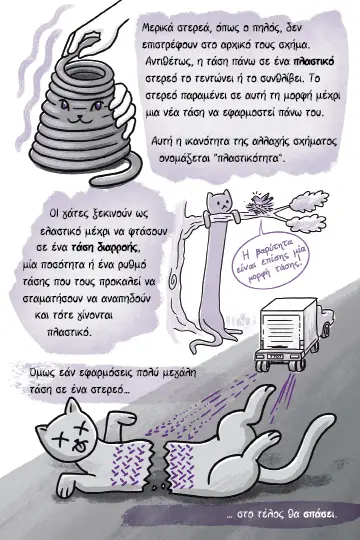 Μερικά στερεά, όπως ο πηλός, δεν
επιστρέφουν στο αρχικό τους σχήμα.
Αντιθέτως, η τάση πάνω σε ένα πλαστικό
στερεό το τεντώνει ή το συνθλίβει. Το
στερεό παραμένει σε αυτή τη μορφή μέχρι
μια νέα τάση να εφαρμοστεί πάνω του.
Αυτή η ικανότητα της αλλαγής σχήματος
ονομάζεται "πλαστικότητα".
Οι γάτες ξεκινούν ως
ελαστικό μέχρι να φτάσουν
σε ένα τάση διαρροής,
μία ποσότητα ή ένα ρυθμό
τάσης που τους προκαλεί να
σταματήσουν να αναπηδούν
και τότε γίνονται
πλαστικό.
Η βαρύτητα
είναι επίσης μία
μορφή τάσης.
Όμως εάν εφαρμόσεις πολύ μεγάλη
τάση σε ένα στερεό...
... στο τέλος θα σπάσει.